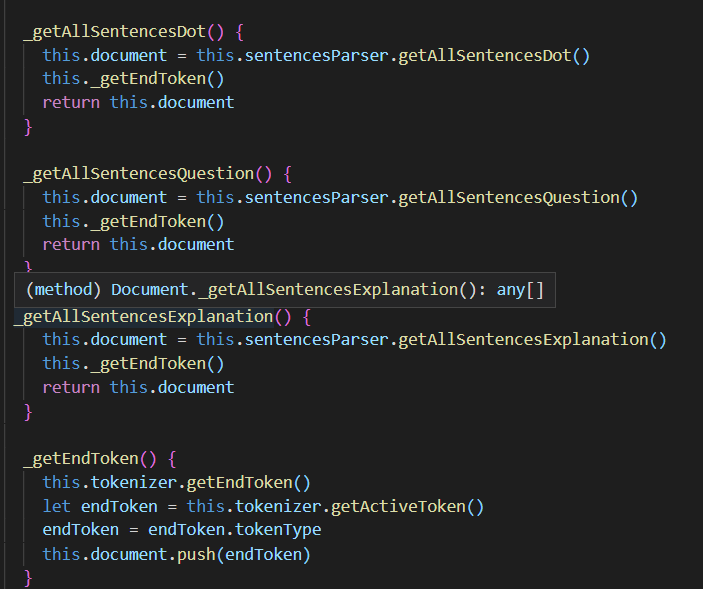 _getAllSentencesDot() {
this.document = this.sentencesParser.getAllSentencesDot()
this._getEndToken()
return this.document
}
_getAllSentencesQuestion() {
this.document = this.sentencesParser.getAllSentencesQuestion()
this._getEndToken()
return this.document
}
(method) Document._getAllSentencesExplanation(): any[]
_getAllSentencesExplanation() {
this.document = this.sentencesParser.getAllSentencesExplanation()
this._getEndToken()
return this.document
}
_getEndToken() {
this.tokenizer.getEndToken()
let endToken = this.tokenizer.getActiveToken()
endToken = endToken.tokenType
this.document.push(endToken)
}